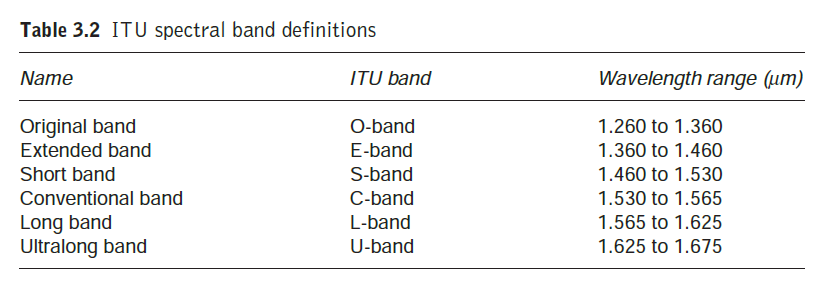 Table 3.2 ITU spectral band definitions
Name ITU band Wavelength range (μm)
Original band O-band 1.260 to 1.360
Extended band E-band 1.360 to 1.460
Short band S-band 1.460 to 1.530
Conventional band C-band 1.530 to 1.565
Long band L-band 1.565 to 1.625
Ultralong band U-band 1.625 to 1.675